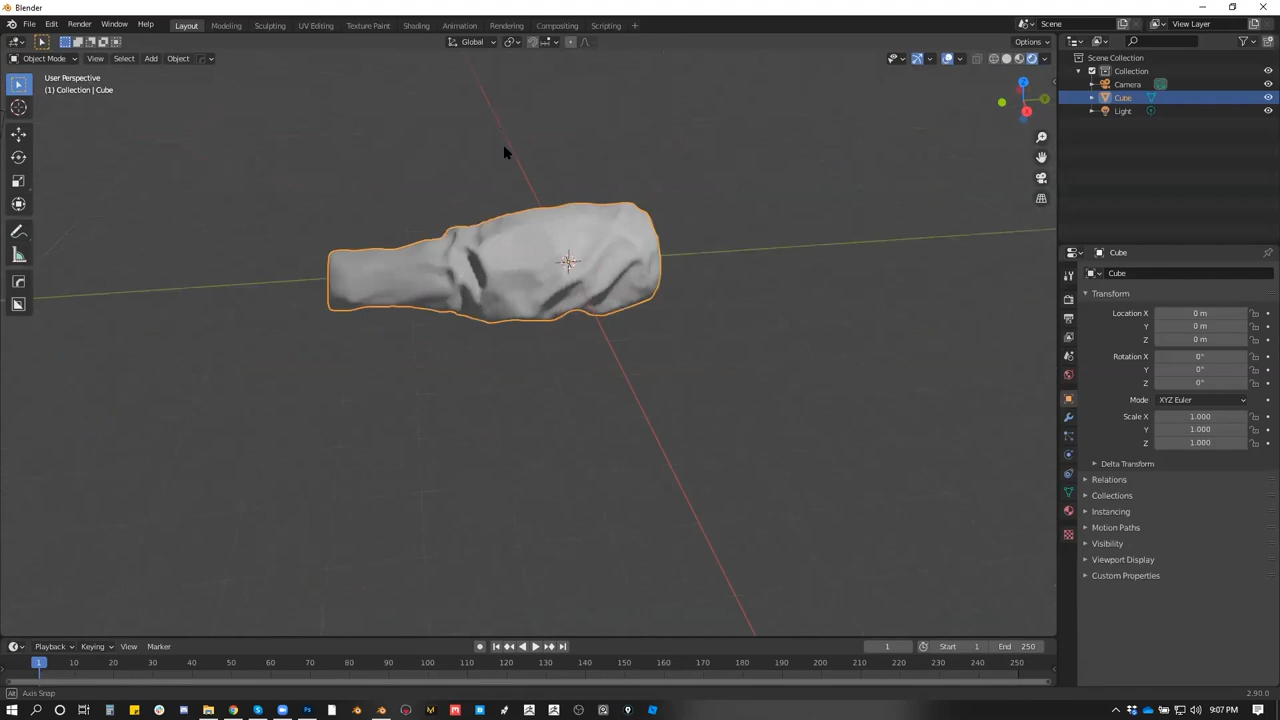 Blender
File Edit Render Window Help Layout Modeling Sculpting UV Editing Texture Paint Shading Animation Rendering Compositing Scripting + Scene View Layer
Global Options
Object Mode View Select Add Object
User Perspective
(1) Collection | Cube
Z
Y
X
Scene Collection
Collection
Camera
Cube
Light
Cube
Cube
Transform
Location X 0 m
Y 0 m
Z 0 m
Rotation X 0°
Y 0°
Z 0°
Mode XYZ Euler
Scale X 1.000
Y 1.000
Z 1.000
Delta Transform
Relations
Collections
Instancing
Motion Paths
Visibility
Viewport Display
Custom Properties
Playback Keying View Marker 1 Start 1 End 250
1 10 20 30 40 50 60 70 80 90 100 110 120 130 140 150 160 170 180 190 200 210 220 230 240 250
Alt Axis Snap 2.90.0
9:07 PM